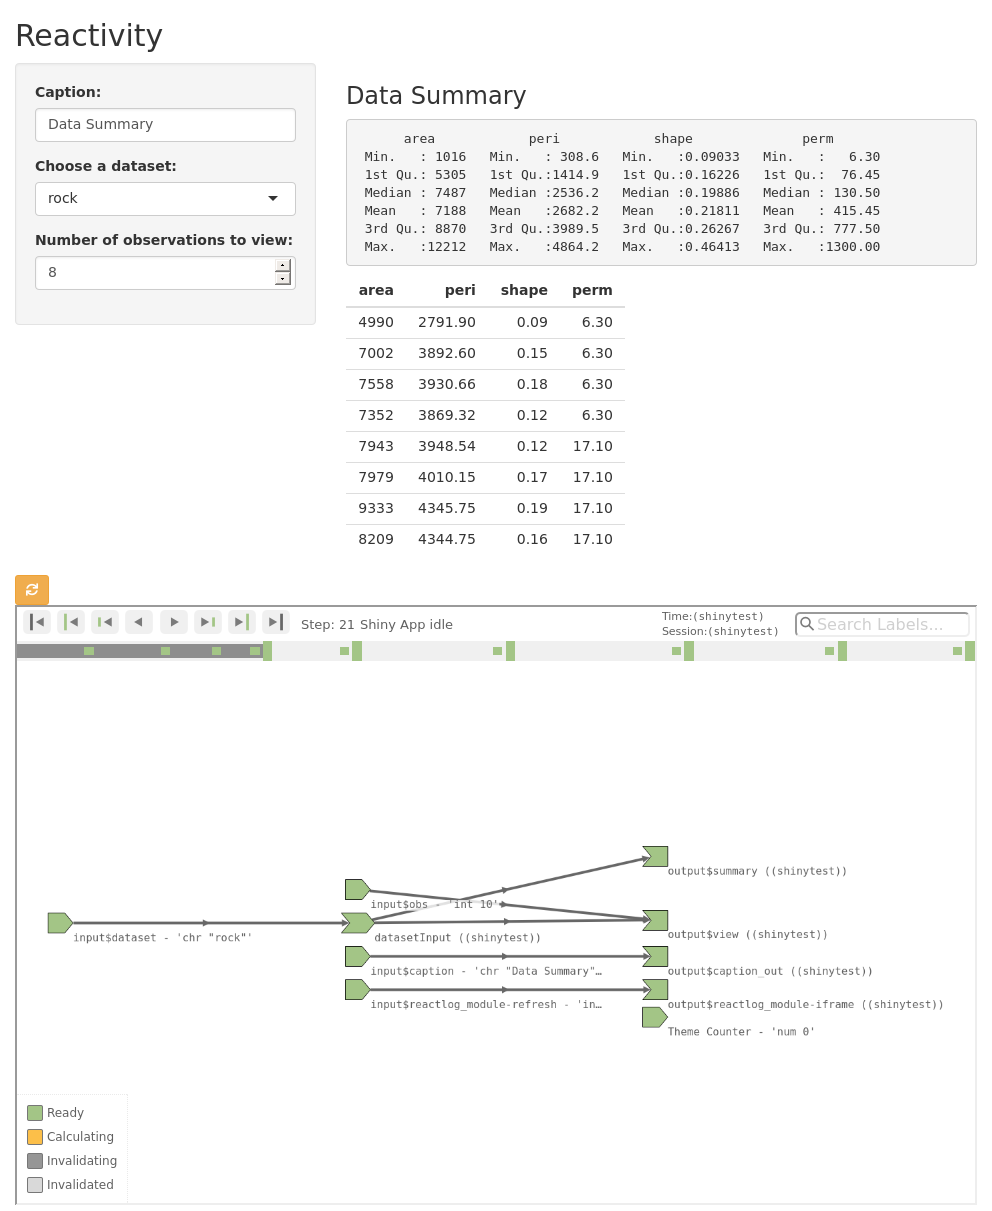 Reactivity
Caption:
Data Summary
Choose a dataset:
rock
Number of observations to view:
8
Data Summary
area peri shape perm
Min. : 1016 Min. : 308.6 Min. :0.09033 Min. : 6.30
1st Qu.: 5305 1st Qu.:1414.9 1st Qu.:0.16226 1st Qu.: 76.45
Median : 7487 Median :2536.2 Median :0.19886 Median : 130.50
Mean : 7188 Mean :2682.2 Mean :0.21811 Mean : 415.45
3rd Qu.: 8870 3rd Qu.:3989.5 3rd Qu.:0.26267 3rd Qu.: 777.50
Max. :12212 Max. :4864.2 Max. :0.46413 Max. :1300.00
area peri shape perm
4990 2791.90 0.09 6.30
7002 3892.60 0.15 6.30
7558 3930.66 0.18 6.30
7352 3869.32 0.12 6.30
7943 3948.54 0.12 17.10
7979 4010.15 0.17 17.10
9333 4345.75 0.19 17.10
8209 4344.75 0.16 17.10
Step: 21 Shiny App idle
Time:(shinytest)
Session:(shinytest)
Search Labels...
output$summary ((shinytest))
input$obs - 'int 10'
output$view ((shinytest))
input$dataset - 'chr "rock"'
datasetInput ((shinytest))
input$caption - 'chr "Data Summary"…
output$caption_out ((shinytest))
input$reactlog_module-refresh - 'in…
output$reactlog_module-iframe ((shinytest))
Theme Counter - 'num 0'
Ready
Calculating
Invalidating
Invalidated